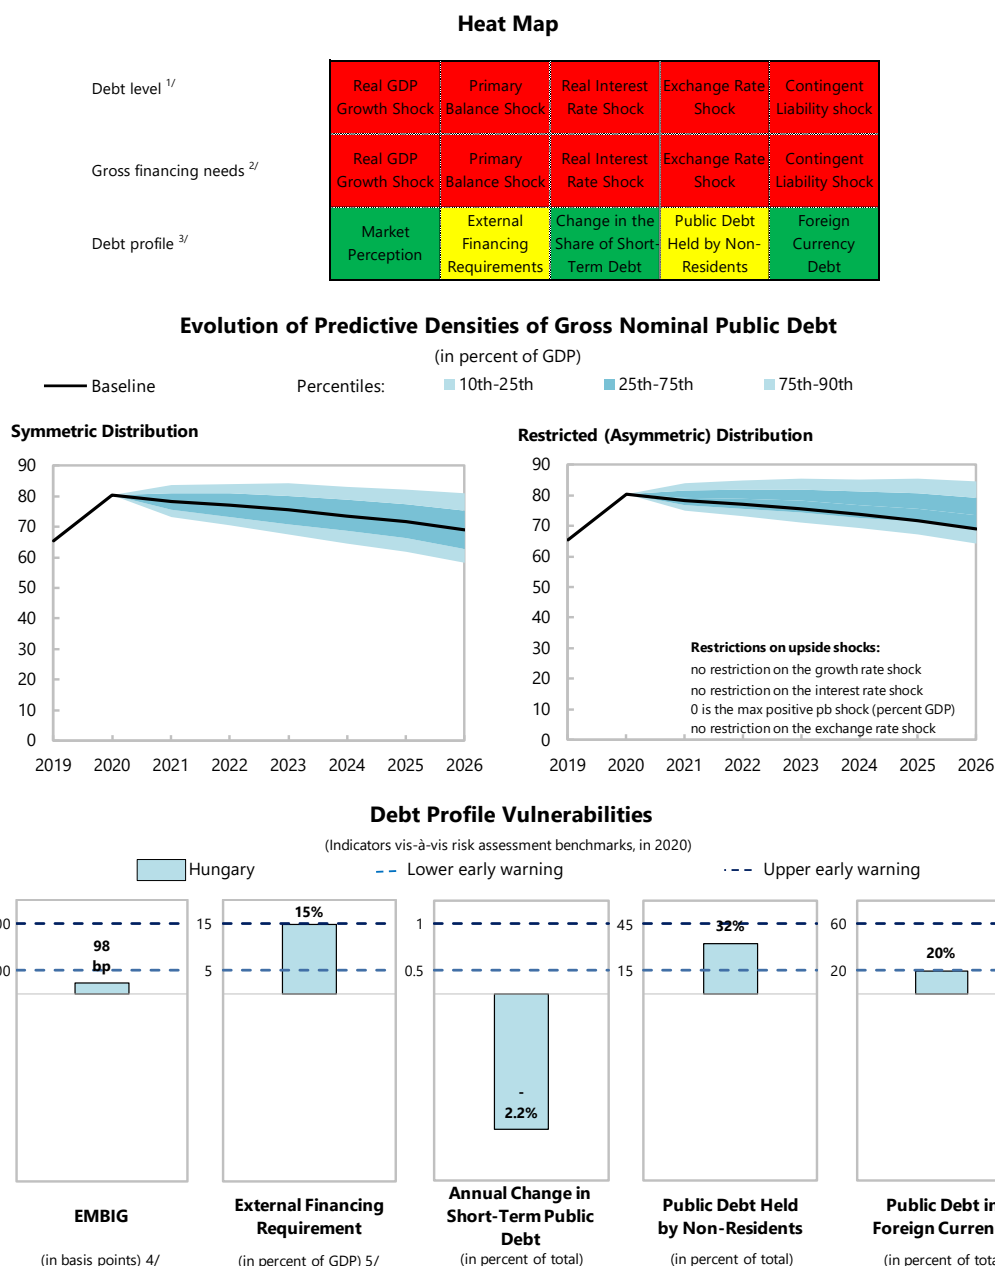 Heat Map
Debt level 1/
Real GDP Growth Shock
Primary Balance Shock
Real Interest Rate Shock
Exchange Rate Shock
Contingent Liability shock
Gross financing needs 2/
Real GDP Growth Shock
Primary Balance Shock
Real Interest Rate Shock
Exchange Rate Shock
Contingent Liability Shock
Debt profile 3/
Market Perception
External Financing Requirements
Change in the Share of Short-Term Debt
Public Debt Held by Non-Residents
Foreign Currency Debt
Evolution of Predictive Densities of Gross Nominal Public Debt
(in percent of GDP)
Baseline
Percentiles:
10th-25th
25th-75th
75th-90th
Symmetric Distribution
90
80
70
60
50
40
30
20
10
0
2019 2020 2021 2022 2023 2024 2025 2026
Restricted (Asymmetric) Distribution
90
80
70
60
50
40
30
20
10
0
Restrictions on upside shocks:
no restriction on the growth rate shock
no restriction on the interest rate shock
0 is the max positive pb shock (percent GDP)
no restriction on the exchange rate shock
2019 2020 2021 2022 2023 2024 2025 2026
Debt Profile Vulnerabilities
(Indicators vis-à-vis risk assessment benchmarks, in 2020)
Hungary
Lower early warning
Upper early warning
98
bp
EMBIG
(in basis points) 4/
15
5
15%
External Financing
Requirement
(in percent of GDP) 5/
1
0.5
-
2.2%
Annual Change in
Short-Term Public
Debt
(in percent of total)
45
15
32%
Public Debt Held
by Non-Residents
(in percent of total)
60
20
20%
Public Debt in
Foreign Curren
(in percent of tota